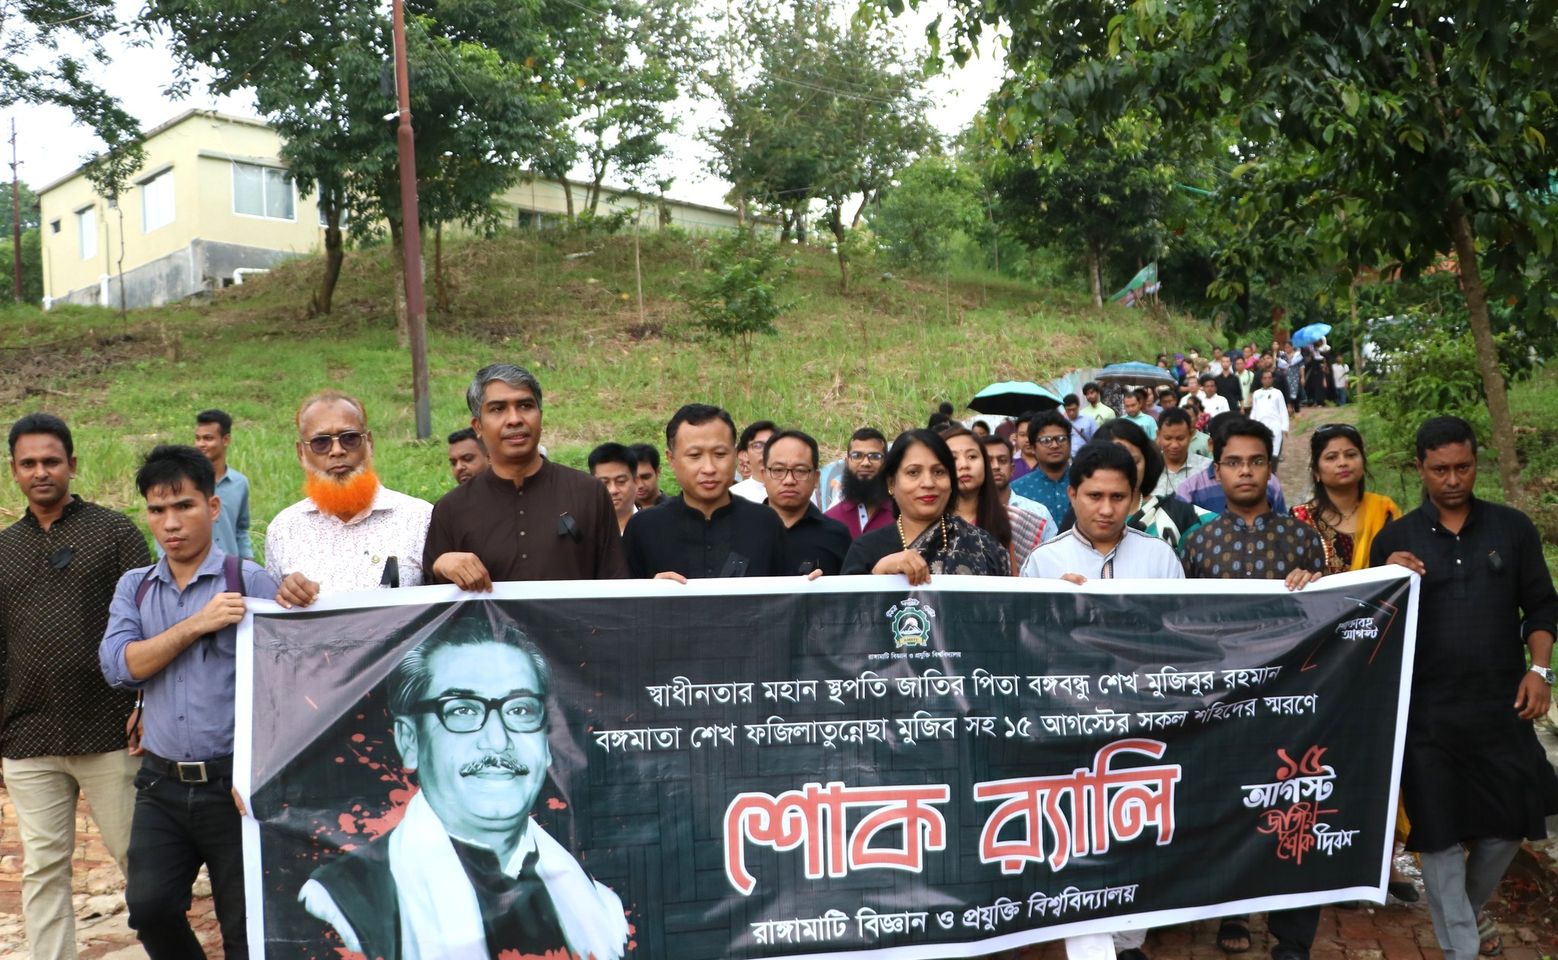 রাঙ্গামাটি বিজ্ঞান ও প্রযুক্তি বিশ্ববিদ্যালয়
শোকাবহ
আগস্ট
স্বাধীনতার মহান স্থপতি জাতির পিতা বঙ্গবন্ধু শেখ মুজিবুর রহমান
বঙ্গমাতা শেখ ফজিলাতুন্নেছা মুজিব সহ ১৫ আগস্টের সকল শহিদের স্মরণে
শোক র‍্যালি
১৫
আগস্ট
জাতীয়
শোক দিবস
রাঙ্গামাটি বিজ্ঞান ও প্রযুক্তি বিশ্ববিদ্যালয়